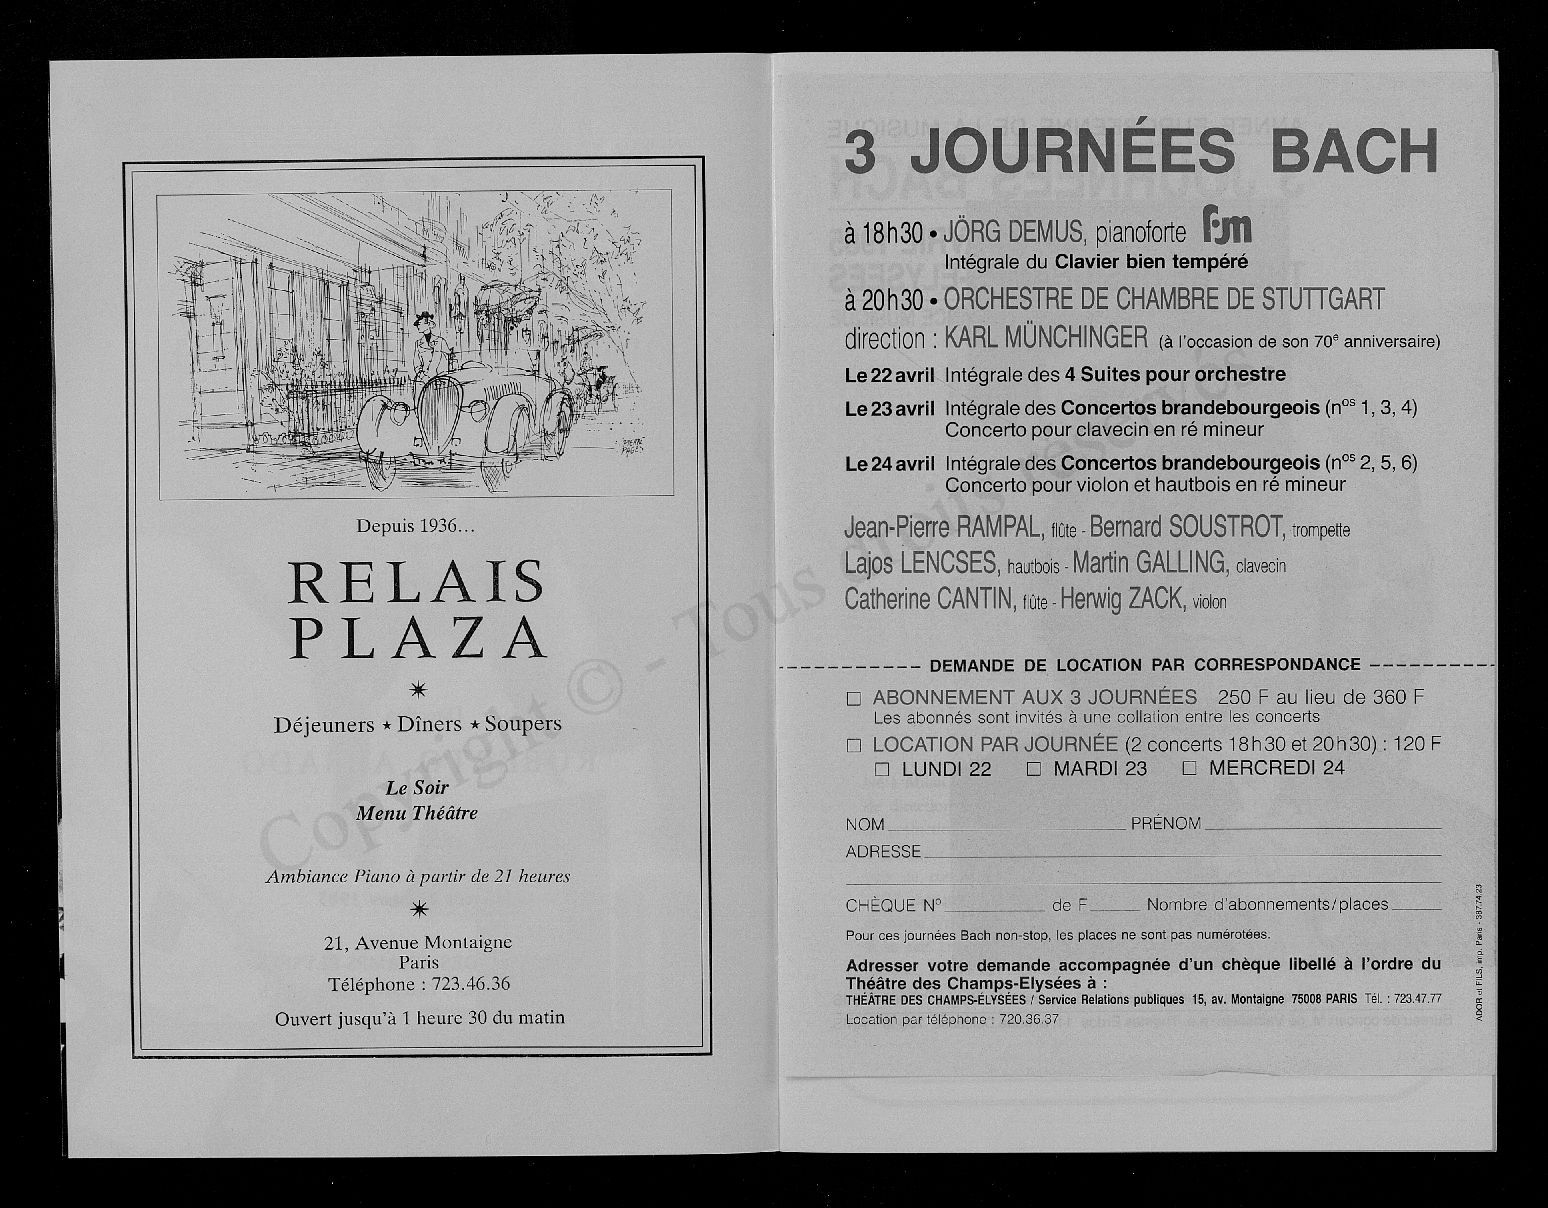 Depuis 1936...
RELAIS
PLAZA
Déjeuners ⋆ Dîners ⋆ Soupers
Le Soir
Menu Théâtre
Ambiance Piano à partir de 21 heures
21, Avenue Montaigne
Paris
Téléphone : 723.46.36
Ouvert jusqu'à 1 heure 30 du matin
3 JOURNÉES BACH
à 18h30 • JÖRG DEMUS, pianoforte
Intégrale du Clavier bien tempéré
à 20h30 • ORCHESTRE DE CHAMBRE DE STUTTGART
direction : KARL MÜNCHINGER (à l'occasion de son 70e anniversaire)
Le 22 avril Intégrale des 4 Suites pour orchestre
Le 23 avril Intégrale des Concertos brandebourgeois (nos 1, 3, 4)
Concerto pour clavecin en ré mineur
Le 24 avril Intégrale des Concertos brandebourgeois (nos 2, 5, 6)
Concerto pour violon et hautbois en ré mineur
Jean-Pierre RAMPAL, flûte - Bernard SOUSTROT, trompette
Lajos LENCSES, hautbois - Martin GALLING, clavecin
Catherine CANTIN, flûte - Herwig ZACK, violon
DEMANDE DE LOCATION PAR CORRESPONDANCE
☐ ABONNEMENT AUX 3 JOURNÉES 250 F au lieu de 360 F
Les abonnés sont invités à une collation entre les concerts
☐ LOCATION PAR JOURNÉE (2 concerts 18h30 et 20h30) : 120 F
☐ LUNDI 22 ☐ MARDI 23 ☐ MERCREDI 24
NOM PRÉNOM
ADRESSE
CHÈQUE N° de F Nombre d'abonnements/places
Pour ces journées Bach non-stop, les places ne sont pas numérotées.
Adresser votre demande accompagnée d'un chèque libellé à l'ordre du
Théâtre des Champs-Elysées à :
THÉÂTRE DES CHAMPS-ÉLYSÉES / Service Relations publiques 15, av. Montaigne 75008 PARIS Tél. : 723.47.77
Location par téléphone : 720.36.37
ADOR et FILS, imp. Paris - 387.74.23
Copyright © - Tous droits réservés